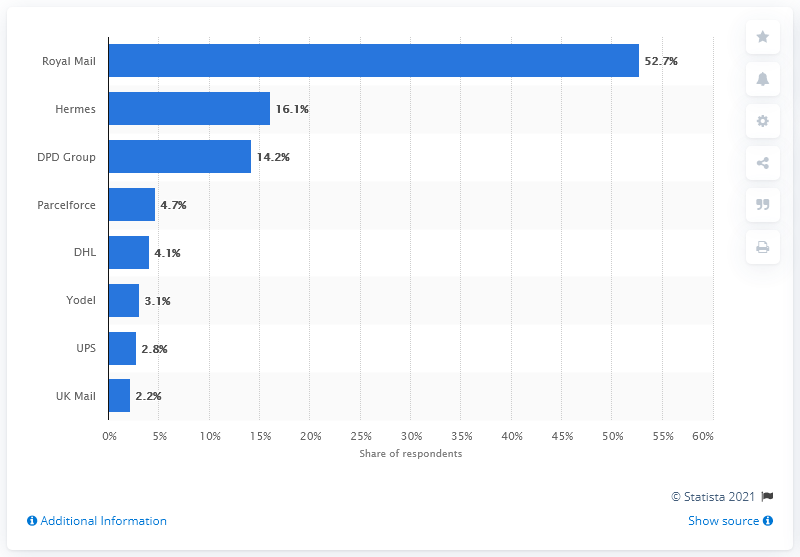 Royal Mail 52.7%
Hermes 16.1%
DPD Group 14.2%
Parcelforce 4.7%
DHL 4.1%
Yodel 3.1%
UPS 2.8%
UK Mail 2.2%
0% 5% 10% 15% 20% 25% 30% 35% 40% 45% 50% 55% 60%
Share of respondents
© Statista 2021
Additional Information Show source